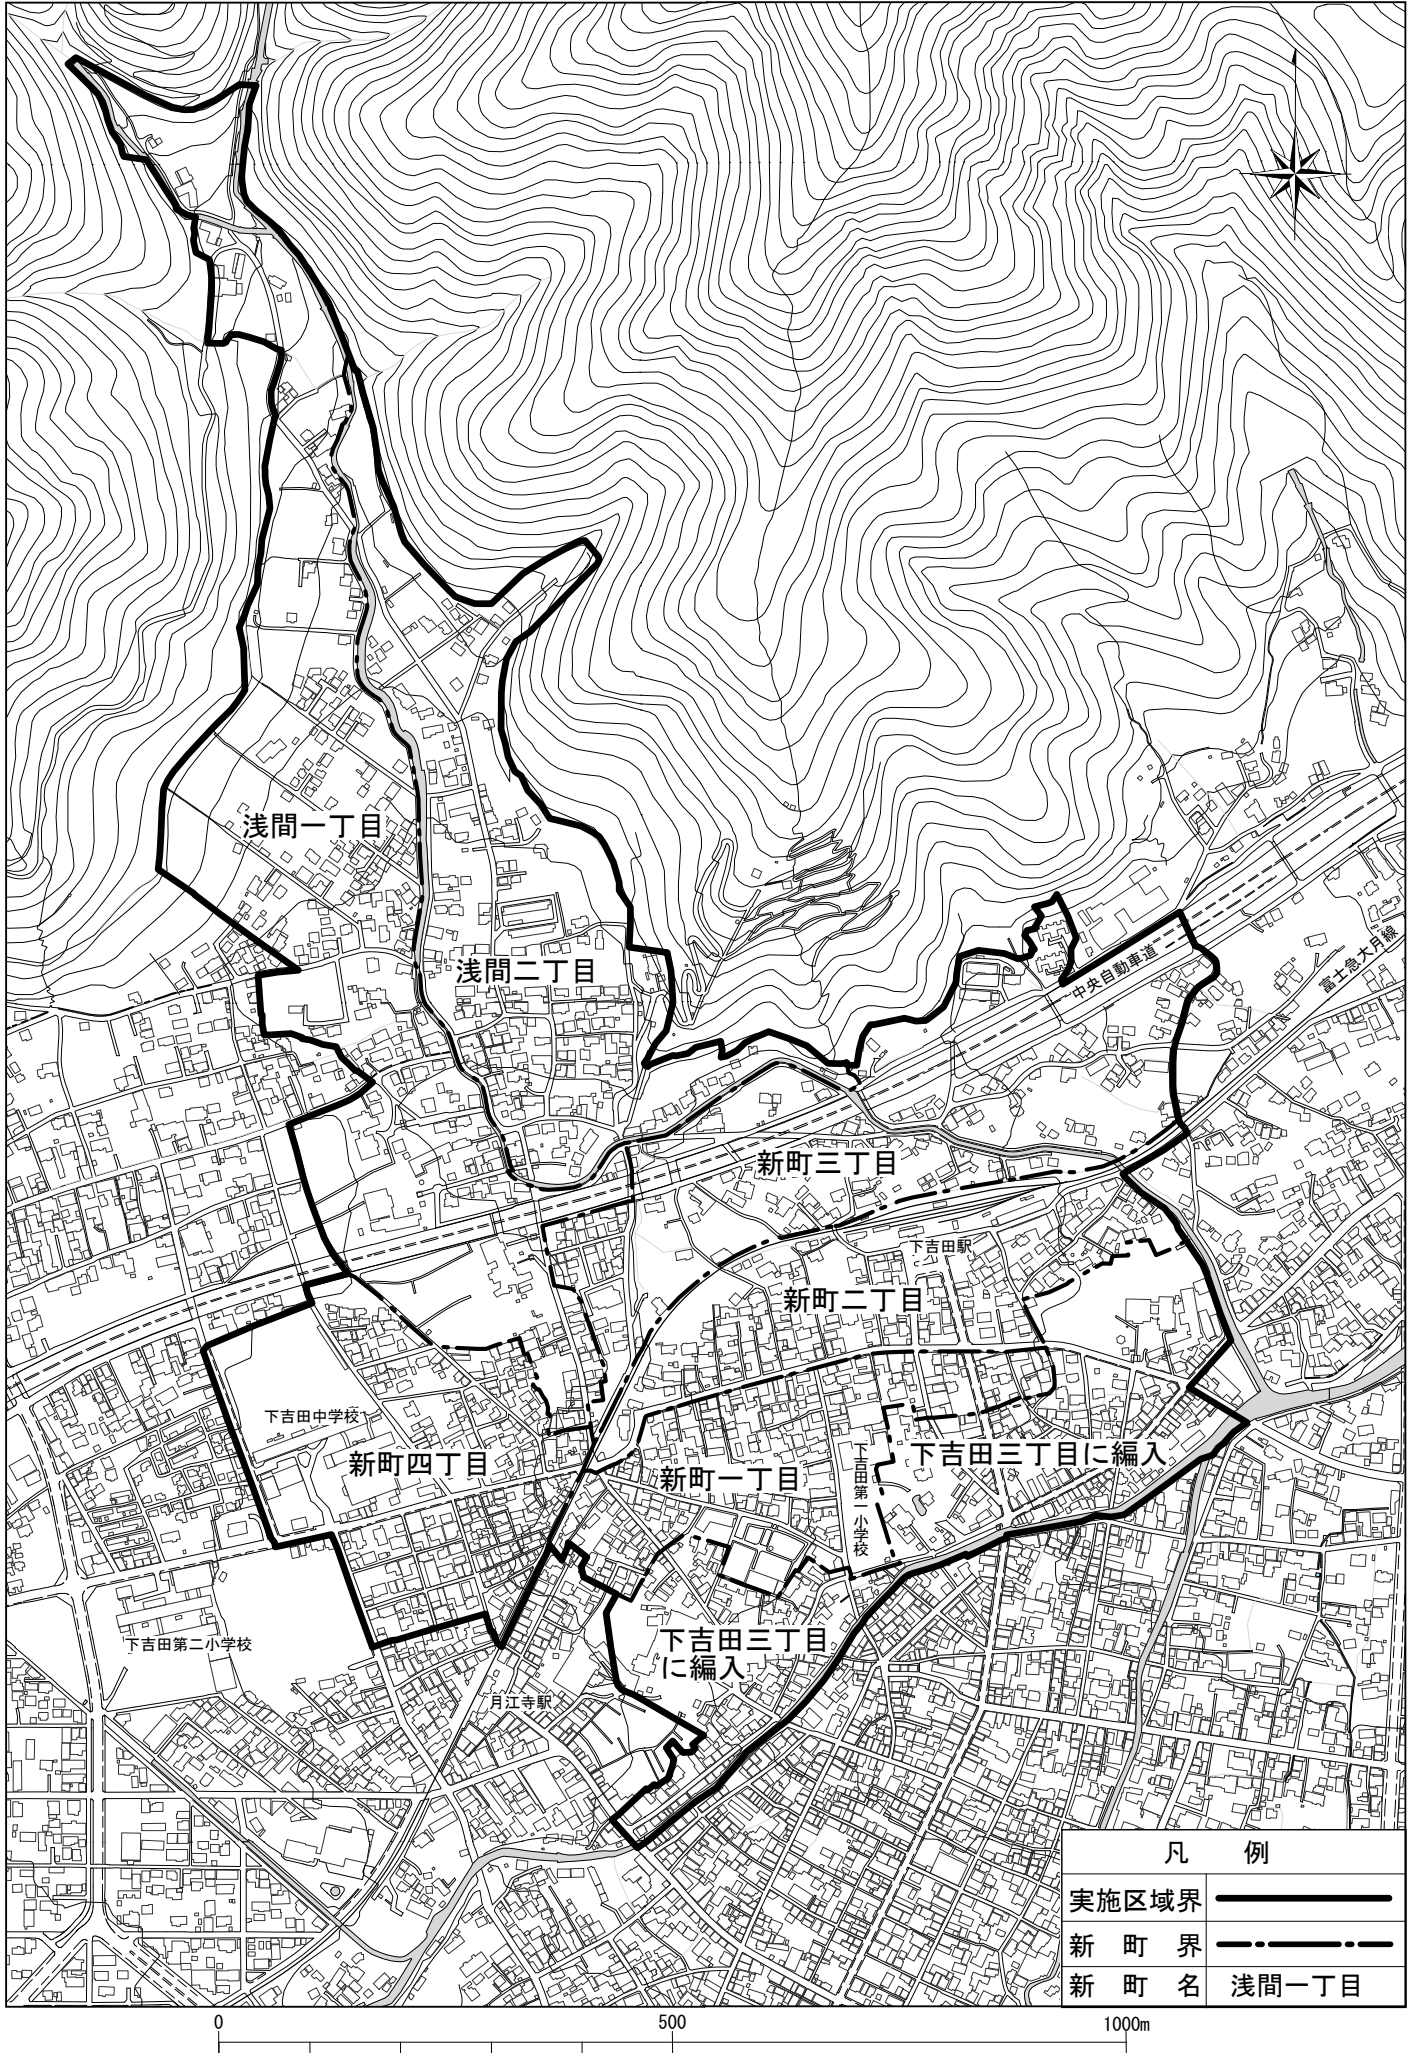 浅間一丁目
浅間二丁目
中央自動車道
富士急大月線
新町三丁目
下吉田駅
新町二丁目
下吉田中学校
新町四丁目
新町一丁目
下吉田第一小学校
下吉田三丁目に編入
下吉田第二小学校
下吉田三丁目
に編入
月江寺駅
凡 例
実施区域界
新 町 界
新 町 名 浅間一丁目
0 500 1000m